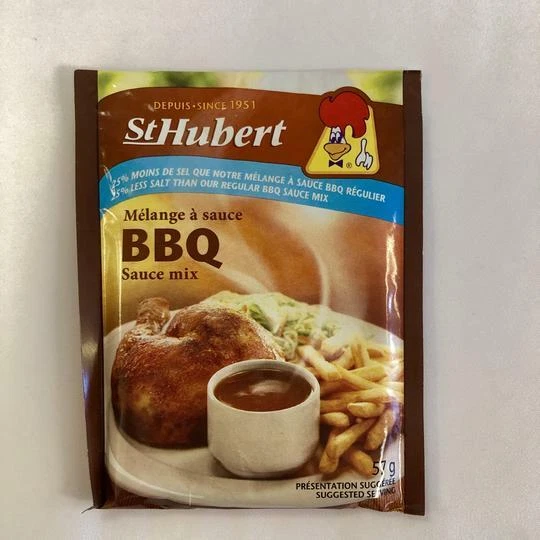 DEPUIS•SINCE 1951
StHubert
®
25% MOINS DE SEL QUE NOTRE MÉLANGE À SAUCE BBQ RÉGULIER
25% LESS SALT THAN OUR REGULAR BBQ SAUCE MIX
Mélange à sauce
BBQ
Sauce mix
57 g
PRÉSENTATION SUGGÉRÉE
SUGGESTED SERVING